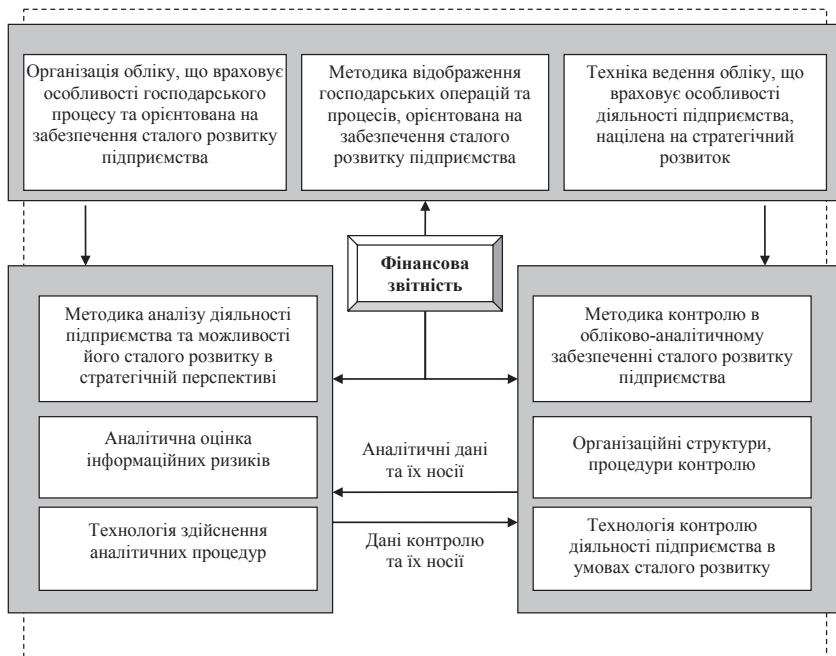 Організація обліку, що враховує
особливості господарського
процесу та орієнтована на
забезпечення сталого розвитку
підприємства
Методика відображення
господарських операцій та
процесів, орієнтована на
забезпечення сталого
розвитку підприємства
Техніка ведення обліку, що
враховує особливості
діяльності підприємства,
націлена на стратегічний
розвиток
Фінансова
звітність
Методика аналізу діяльності
підприємства та можливості
його сталого розвитку в
стратегічній перспективі
Аналітична оцінка
інформаційних ризиків
Технологія здійснення
аналітичних процедур
Аналітичні дані
та їх носії
Дані контролю
та їх носії
Методика контролю в
обліково-аналітичному
забезпеченні сталого розвитку
підприємства
Організаційні структури,
процедури контролю
Технологія контролю
діяльності підприємства в
умовах сталого розвитку